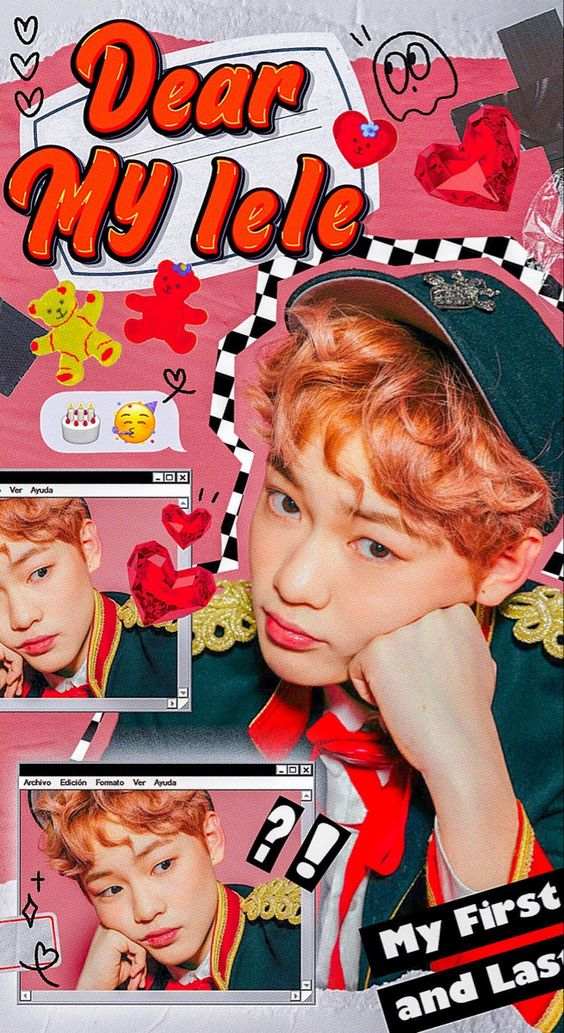 Dear
My lele
Ver Ayuda
Archivo Edición Formato Ver Ayuda
?!
My First
and Las